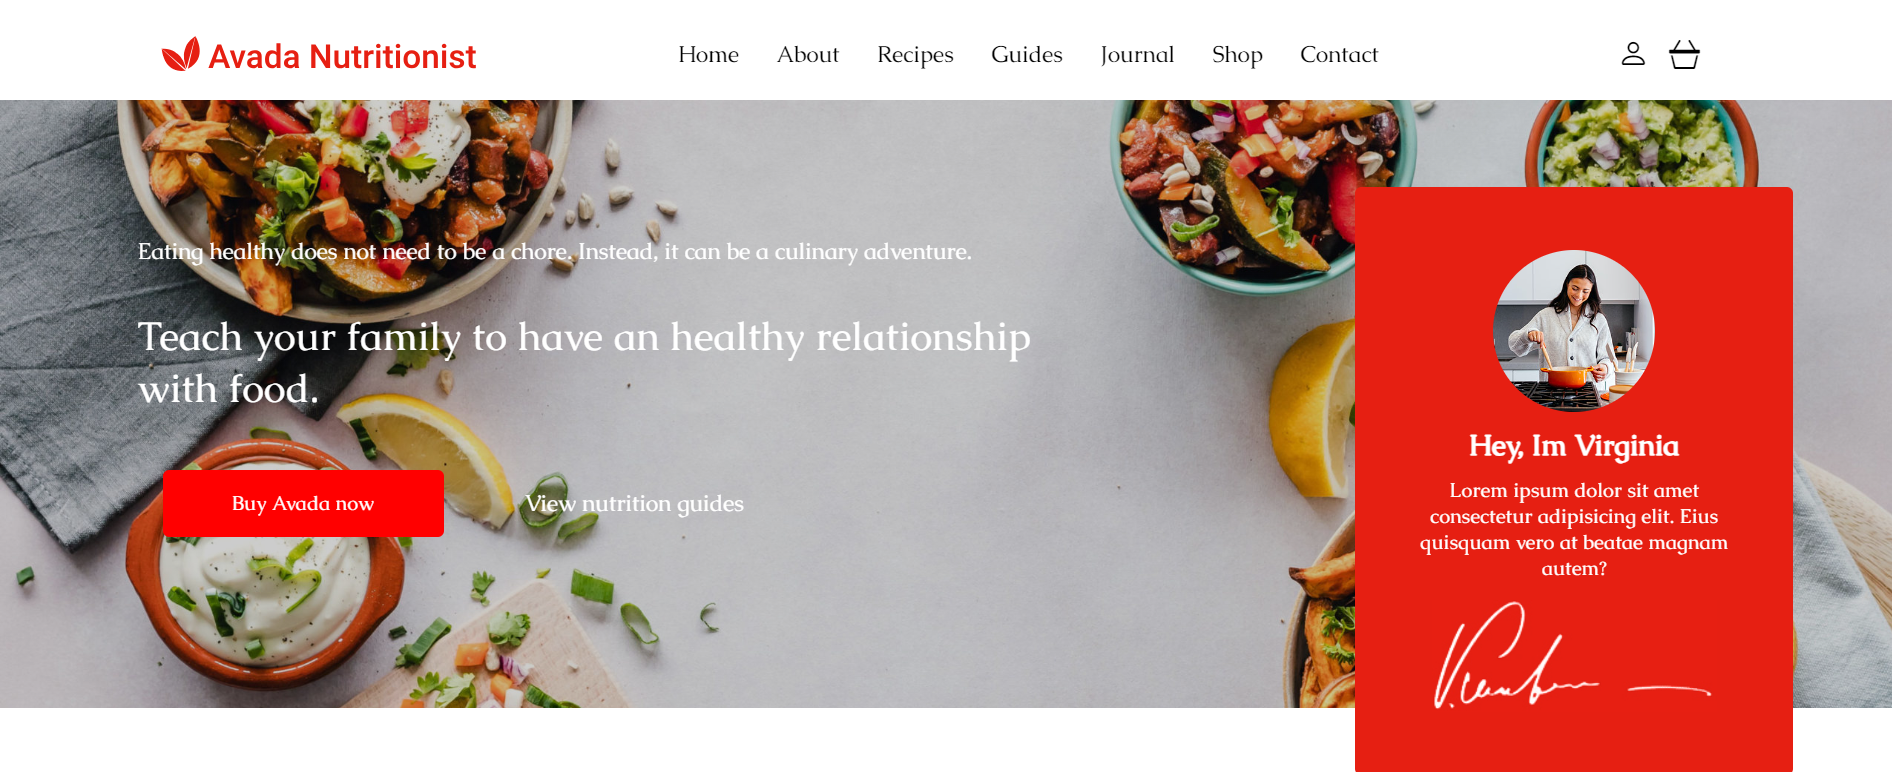 Avada Nutritionist
Home About Recipes Guides Journal Shop Contact
Eating healthy does not need to be a chore. Instead, it can be a culinary adventure.
Teach your family to have an healthy relationship
with food.
Buy Avada now
View nutrition guides
Hey, Im Virginia
Lorem ipsum dolor sit amet
consectetur adipisicing elit. Eius
quisquam vero at beatae magnam
autem?